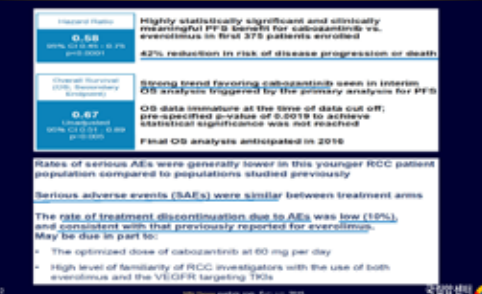 Hazard Ratio
0.58
95% CI 0.45 - 0.75
p<0.0001
Highly statistically significant and clinically
meaningful PFS benefit for cabozantinib vs.
everolimus in first 375 patients enrolled
42% reduction in risk of disease progression or death
Overall Survival
(OS; Secondary
Endpoint)
0.67
Unadjusted
95% CI 0.51 - 0.89
p=0.005
Strong trend favoring cabozantinib seen in interim
OS analysis triggered by the primary analysis for PFS
OS data immature at the time of data cut off;
pre-specified p-value of 0.0019 to achieve
statistical significance was not reached
Final OS analysis anticipated in 2016
Rates of serious AEs were generally lower in this younger RCC patient
population compared to populations studied previously
Serious adverse events (SAEs) were similar between treatment arms
The rate of treatment discontinuation due to AEs was low (10%),
and consistent with that previously reported for everolimus.
May be due in part to:
• The optimized dose of cabozantinib at 60 mg per day
• High level of familiarity of RCC investigators with the use of both
everolimus and the VEGFR targeting TKIs
국립암센터